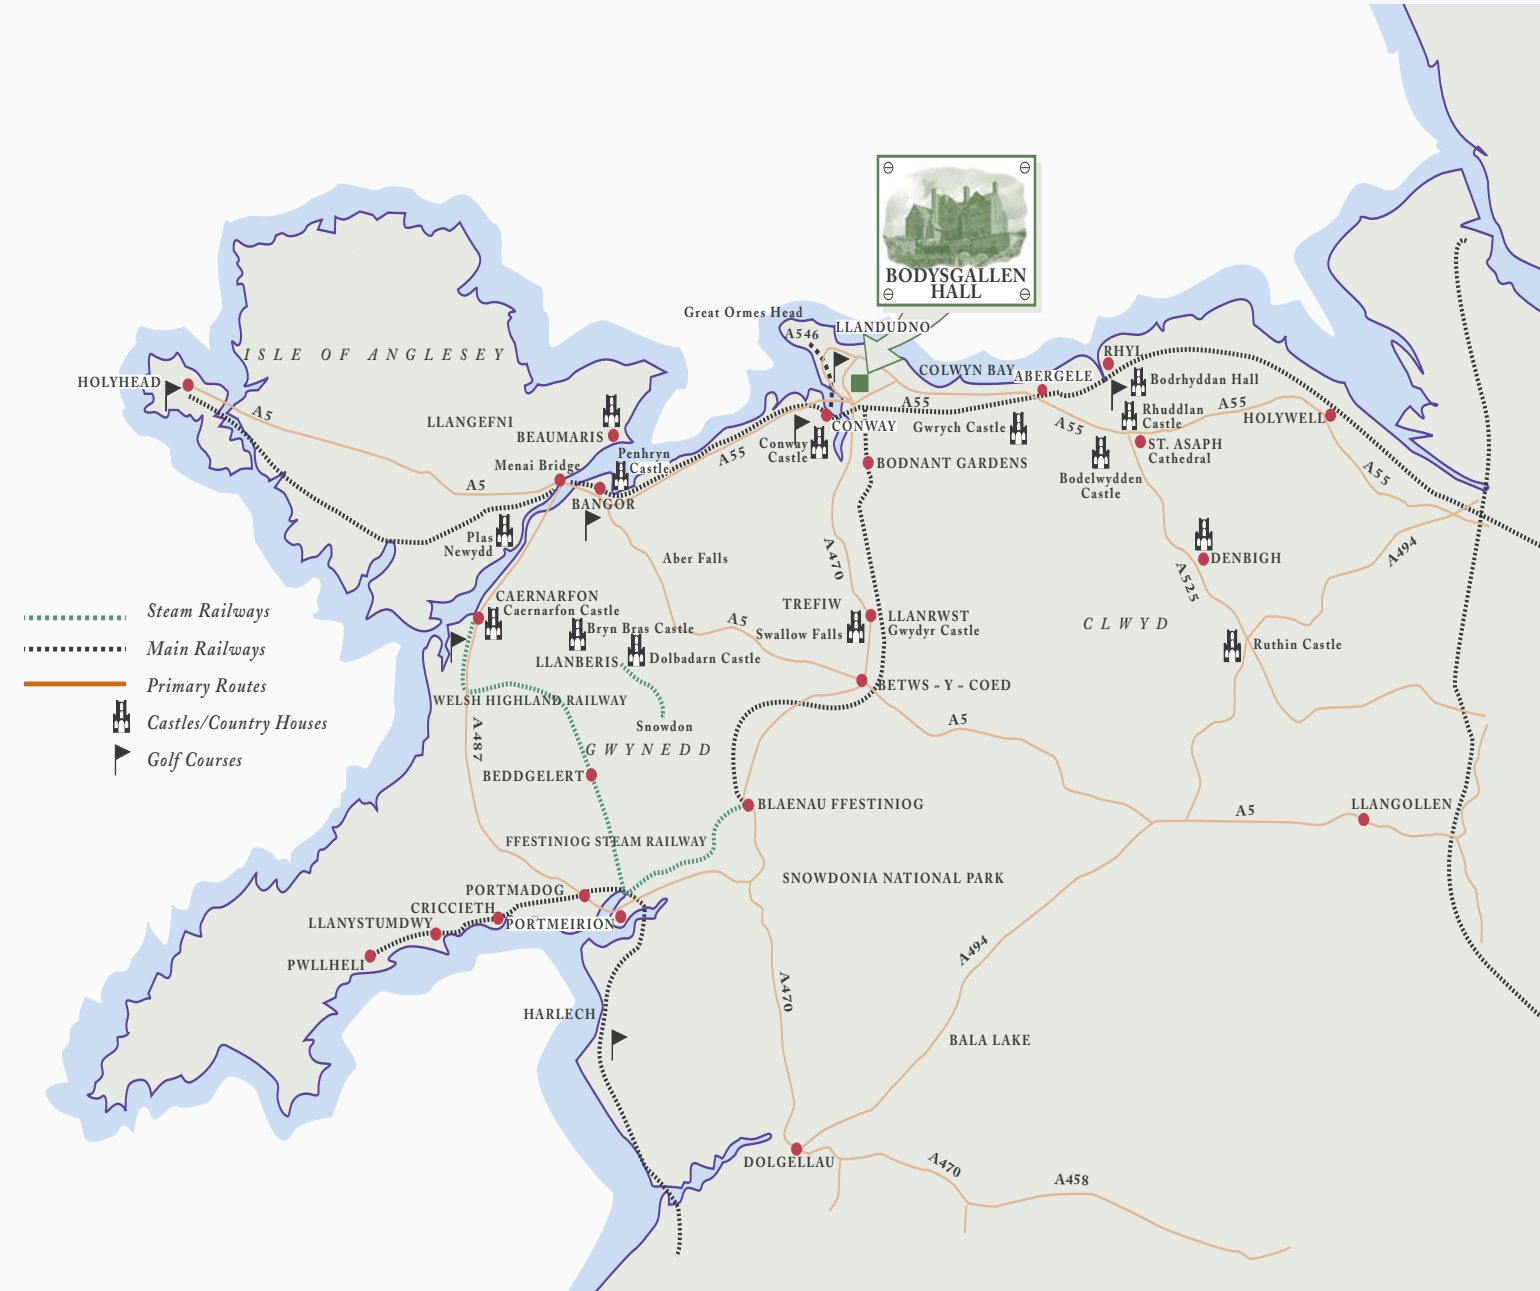 BODYSGALLEN
HALL
Great Ormes Head
LLANDUDNO
A546
ISLE OF ANGLESEY
COLWYN BAY
RHYL
ABERGELE
Bodrhyddan Hall
HOLYHEAD
A5
LLANGEFNI
BEAUMARIS
A55
CONWAY
Conway
Castle
Gwrych Castle
A55
Rhuddlan
Castle
A55
HOLYWELL
Menai Bridge
Penhryn
Castle
A55
BODNANT GARDENS
ST. ASAPH
Cathedral
Bodelwydden
Castle
A55
A5
BANGOR
Plas
Newydd
Aber Falls
A470
DENBIGH
A494
A525
Steam Railways
Main Railways
Primary Routes
Castles/Country Houses
Golf Courses
CAERNARFON
Caernarfon Castle
Bryn Bras Castle
LLANBERIS
Dolbadarn Castle
A5
TREFIW
Swallow Falls
LLANRWST
Gwydyr Castle
CLWYD
Ruthin Castle
BETWS ~ Y ~ COED
WELSH HIGHLAND RAILWAY
Snowdon
A487
GWYNEDD
A5
BEDDGELERT
BLAENAU FFESTINIOG
A5
LLANGOLLEN
FFESTINIOG STEAM RAILWAY
SNOWDONIA NATIONAL PARK
PORTMADOG
CRICCIETH
LLANYSTUMDWY
PORTMEIRION
PWLLHELI
A494
A470
HARLECH
BALA LAKE
DOLGELLAU
A470
A458